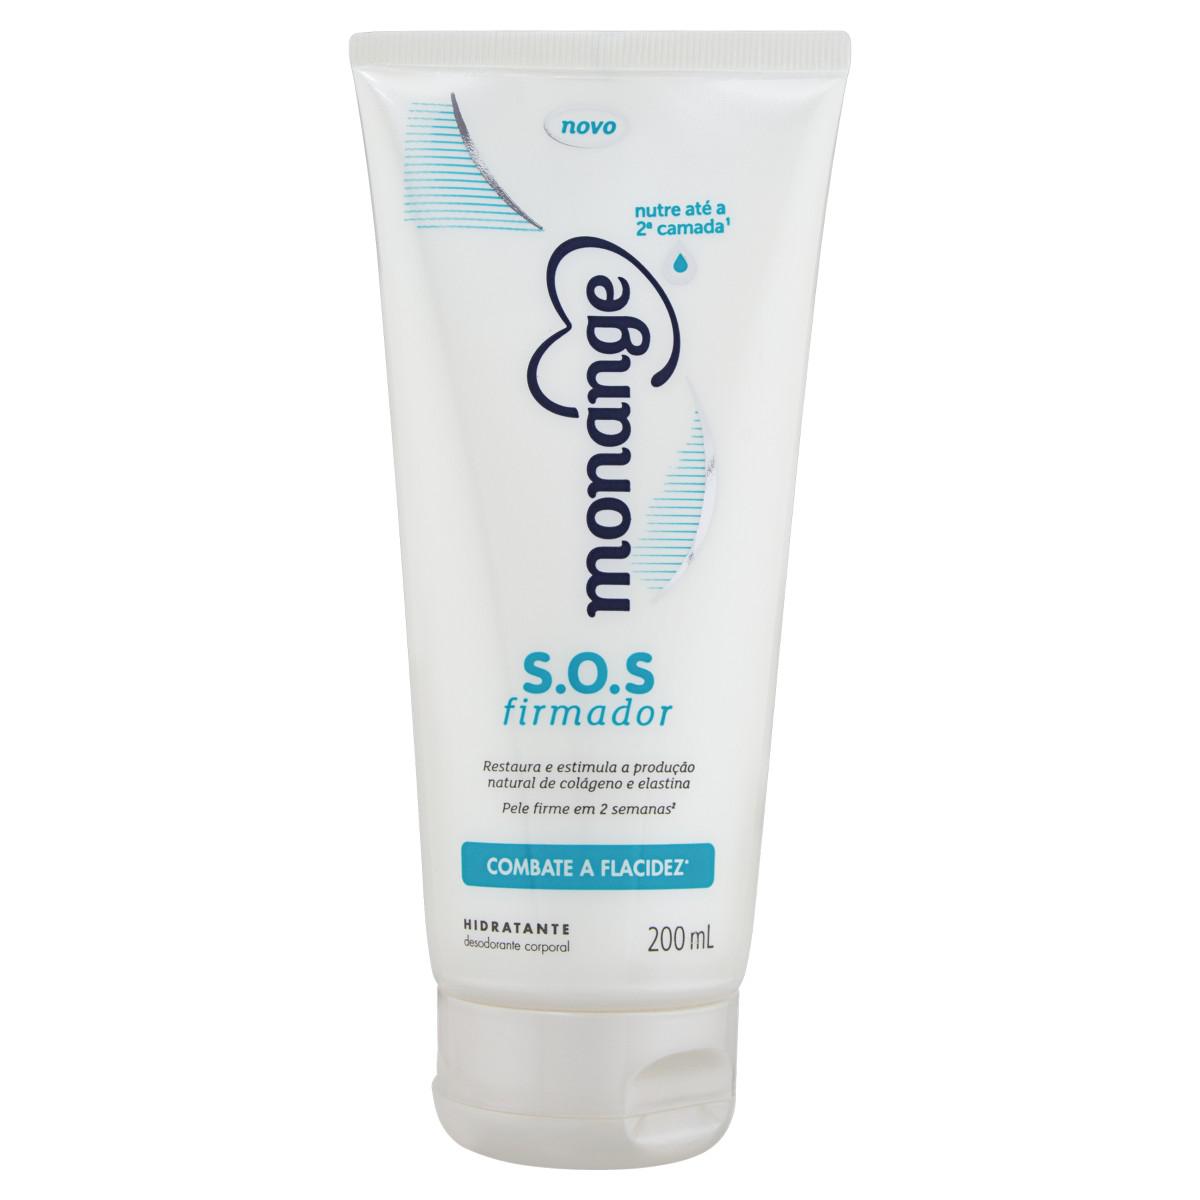 novo
nutre até a
2ª camada¹
monange
S.O.S
firmador
Restaura e estimula a produção
natural de colágeno e elastina
Pele firme em 2 semanas²
COMBATE A FLACIDEZ*
HIDRATANTE
desodorante corporal
200 mL